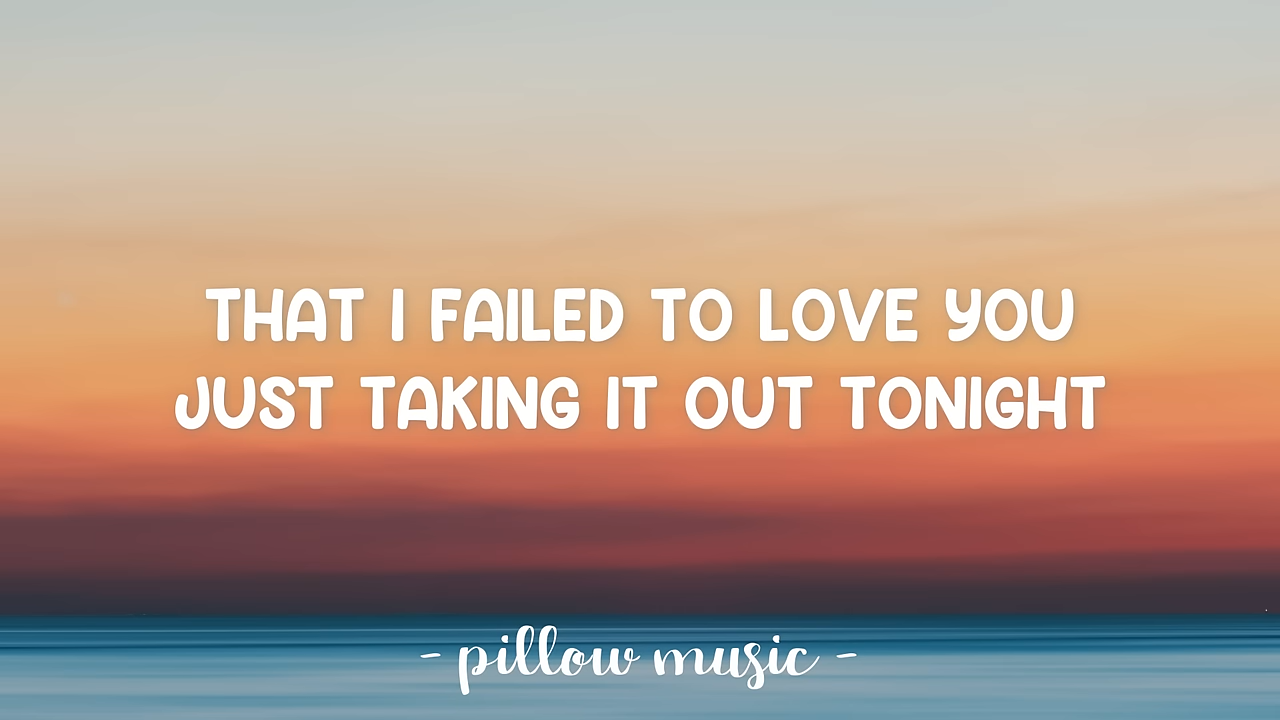 THAT I FAILED TO LOVE YOU
JUST TAKING IT OUT TONIGHT
- pillow music -